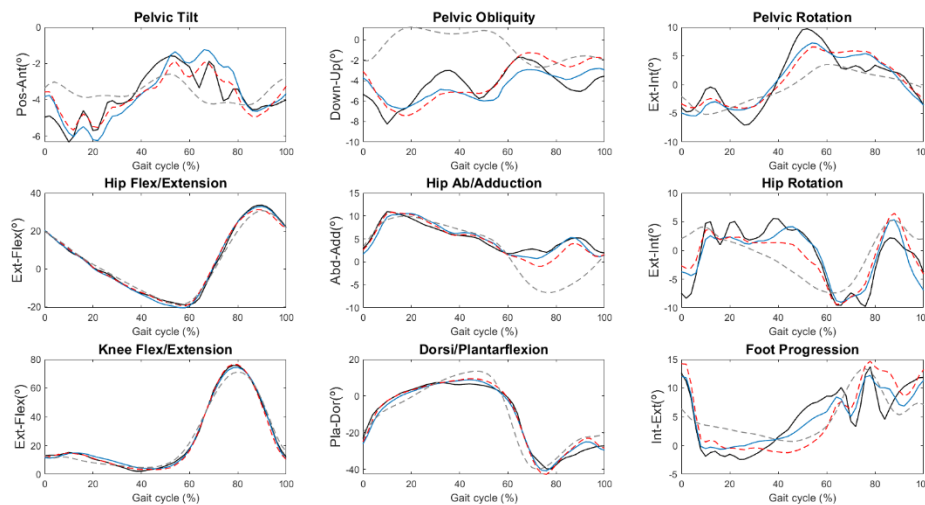 Pelvic Tilt
0
-2
-4
-6
Pos-Ant(º)
0 20 40 60 80 100
Gait cycle (%)
Pelvic Obliquity
0
-2
-4
-6
-8
-10
Down-Up(º)
0 20 40 60 80 100
Gait cycle (%)
Pelvic Rotation
10
5
0
-5
-10
Ext-Int(º)
0 20 40 60 80 100
Gait cycle (%)
Hip Flex/Extension
40
20
0
-20
Ext-Flex(º)
0 20 40 60 80 100
Gait cycle (%)
Hip Ab/Adduction
15
10
5
0
-5
-10
Abd-Add(º)
0 20 40 60 80 100
Gait cycle (%)
Hip Rotation
10
5
0
-5
-10
Ext-Int(º)
0 20 40 60 80 100
Gait cycle (%)
Knee Flex/Extension
80
60
40
20
0
Ext-Flex(º)
0 20 40 60 80 100
Gait cycle (%)
Dorsi/Plantarflexion
20
0
-20
-40
Pla-Dor(º)
0 20 40 60 80 100
Gait cycle (%)
Foot Progression
15
10
5
0
-5
Int-Ext(º)
0 20 40 60 80 100
Gait cycle (%)